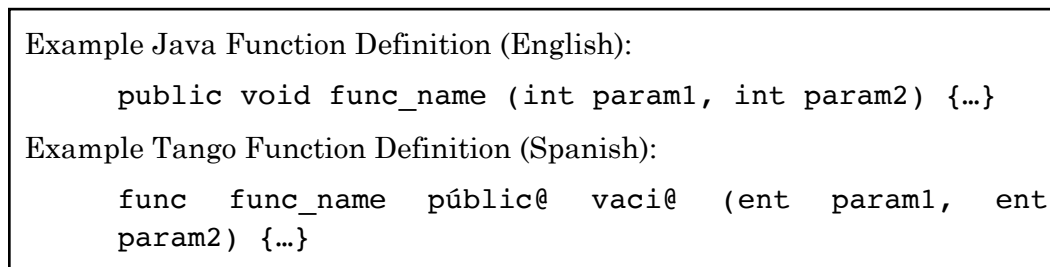 Example Java Function Definition (English):
public void func_name (int param1, int param2) {…}
Example Tango Function Definition (Spanish):
func func_name públic@ vaci@ (ent param1, ent
param2) {…}